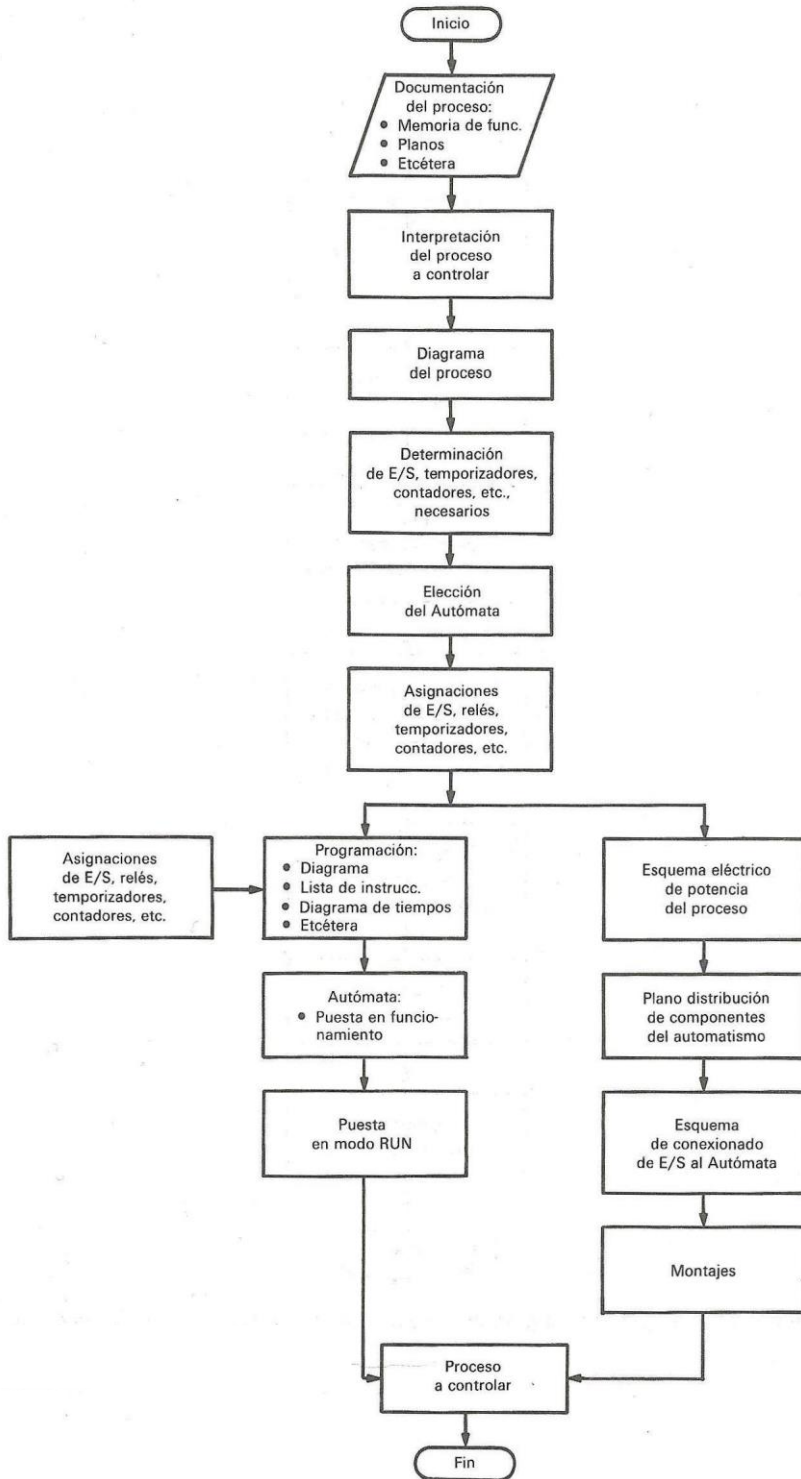 Inicio
Documentación
del proceso:
• Memoria de func.
• Planos
• Etcétera
Interpretación
del proceso
a controlar
Diagrama
del proceso
Determinación
de E/S, temporizadores,
contadores, etc.,
necesarios
Elección
del Autómata
Asignaciones
de E/S, relés,
temporizadores,
contadores, etc.
Asignaciones
de E/S, relés,
temporizadores,
contadores, etc.
Programación:
• Diagrama
• Lista de instrucc.
• Diagrama de tiempos
• Etcétera
Esquema eléctrico
de potencia
del proceso
Autómata:
• Puesta en funcio-
namiento
Plano distribución
de componentes
del automatismo
Puesta
en modo RUN
Esquema
de conexionado
de E/S al Autómata
Montajes
Proceso
a controlar
Fin